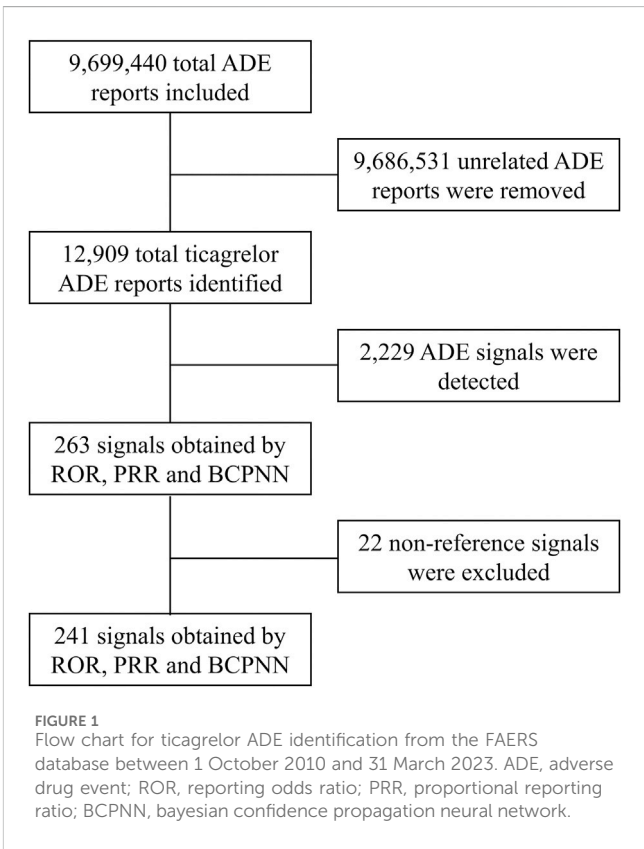 9,699,440 total ADE
reports included
9,686,531 unrelated ADE
reports were removed
12,909 total ticagrelor
ADE reports identified
2,229 ADE signals were
detected
263 signals obtained by
ROR, PRR and BCPNN
22 non-reference signals
were excluded
241 signals obtained by
ROR, PRR and BCPNN
FIGURE 1
Flow chart for ticagrelor ADE identification from the FAERS
database between 1 October 2010 and 31 March 2023. ADE, adverse
drug event; ROR, reporting odds ratio; PRR, proportional reporting
ratio; BCPNN, bayesian confidence propagation neural network.